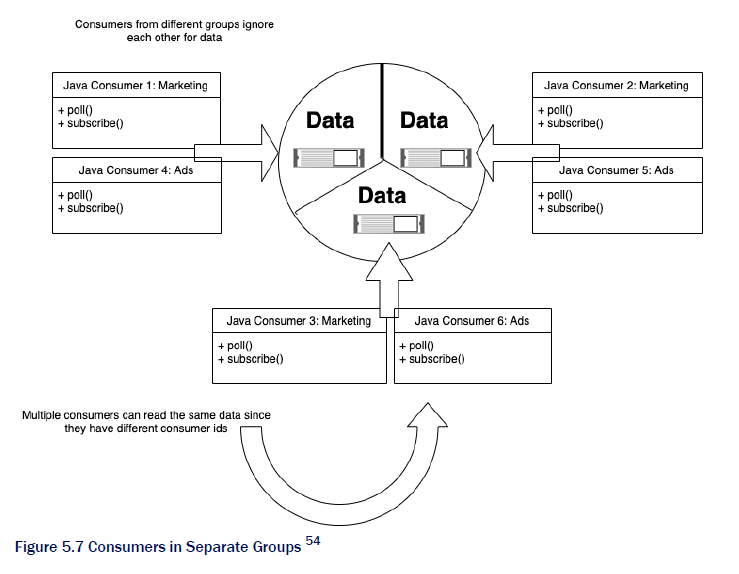 Consumers from different groups ignore
each other for data
Java Consumer 1: Marketing
+ poll()
+ subscribe()
Java Consumer 4: Ads
+ poll()
+ subscribe()
Data
Data
Data
Java Consumer 2: Marketing
+ poll()
+ subscribe()
Java Consumer 5: Ads
+ poll()
+ subscribe()
Java Consumer 3: Marketing
+ poll()
+ subscribe()
Java Consumer 6: Ads
+ poll()
+ subscribe()
Multiple consumers can read the same data since
they have different consumer ids
Figure 5.7 Consumers in Separate Groups 54